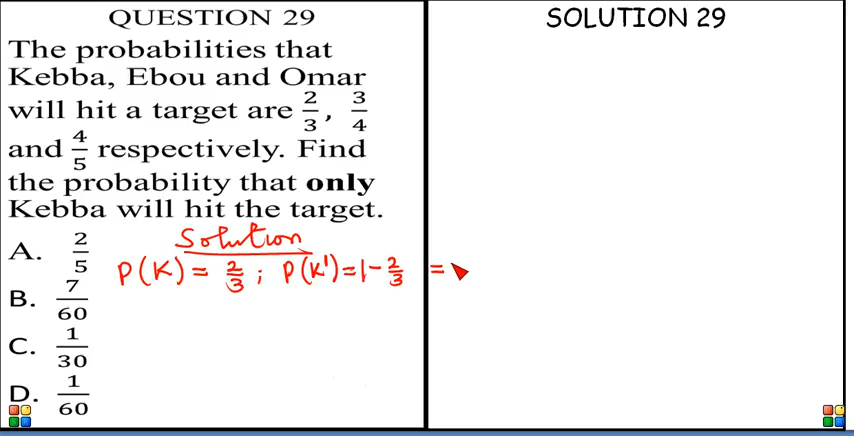 QUESTION 29
The probabilities that
Kebba, Ebou and Omar
will hit a target are 2/3, 3/4
and 4/5 respectively. Find
the probability that only
Kebba will hit the target.
A. 2/5
B. 7/60
C. 1/30
D. 1/60
Solution
P(K) = 2/3 ; P(K') = 1 - 2/3 =
SOLUTION 29